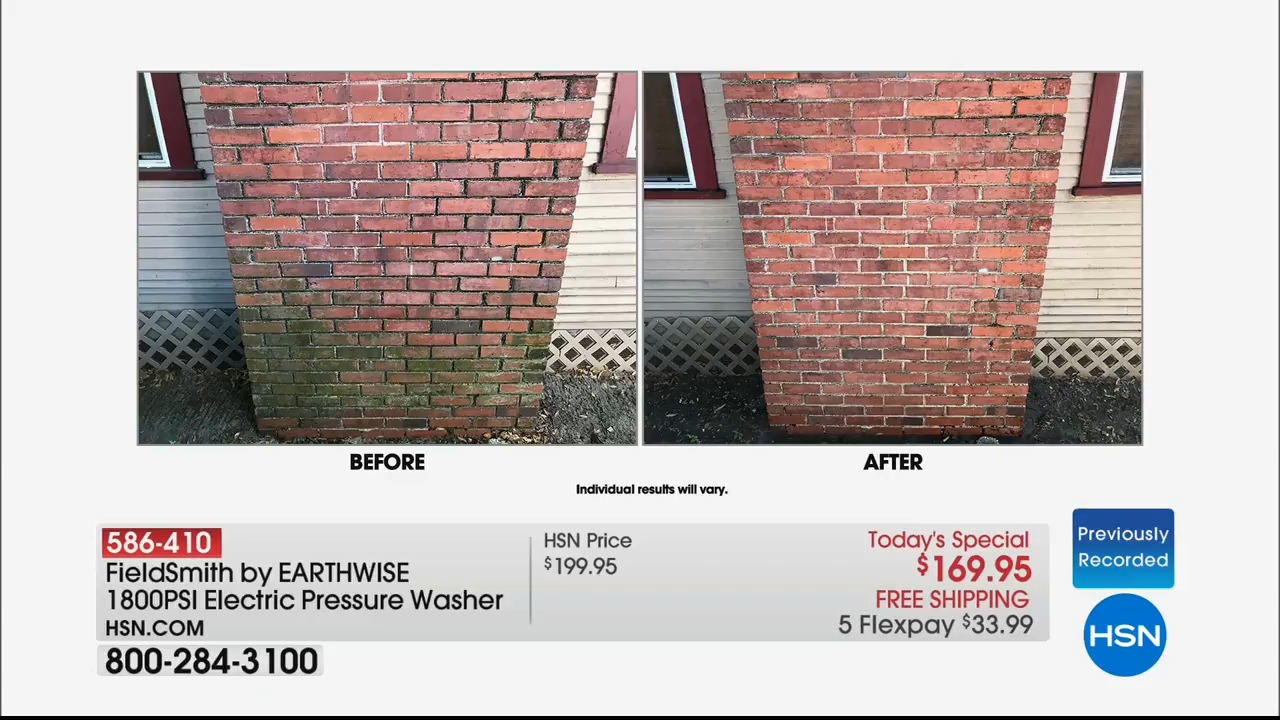 BEFORE
AFTER
Individual results will vary.
586-410
FieldSmith by EARTHWISE
1800PSI Electric Pressure Washer
HSN.COM
800-284-3100
HSN Price
$199.95
Today's Special
$169.95
FREE SHIPPING
5 Flexpay $33.99
Previously
Recorded
HSN